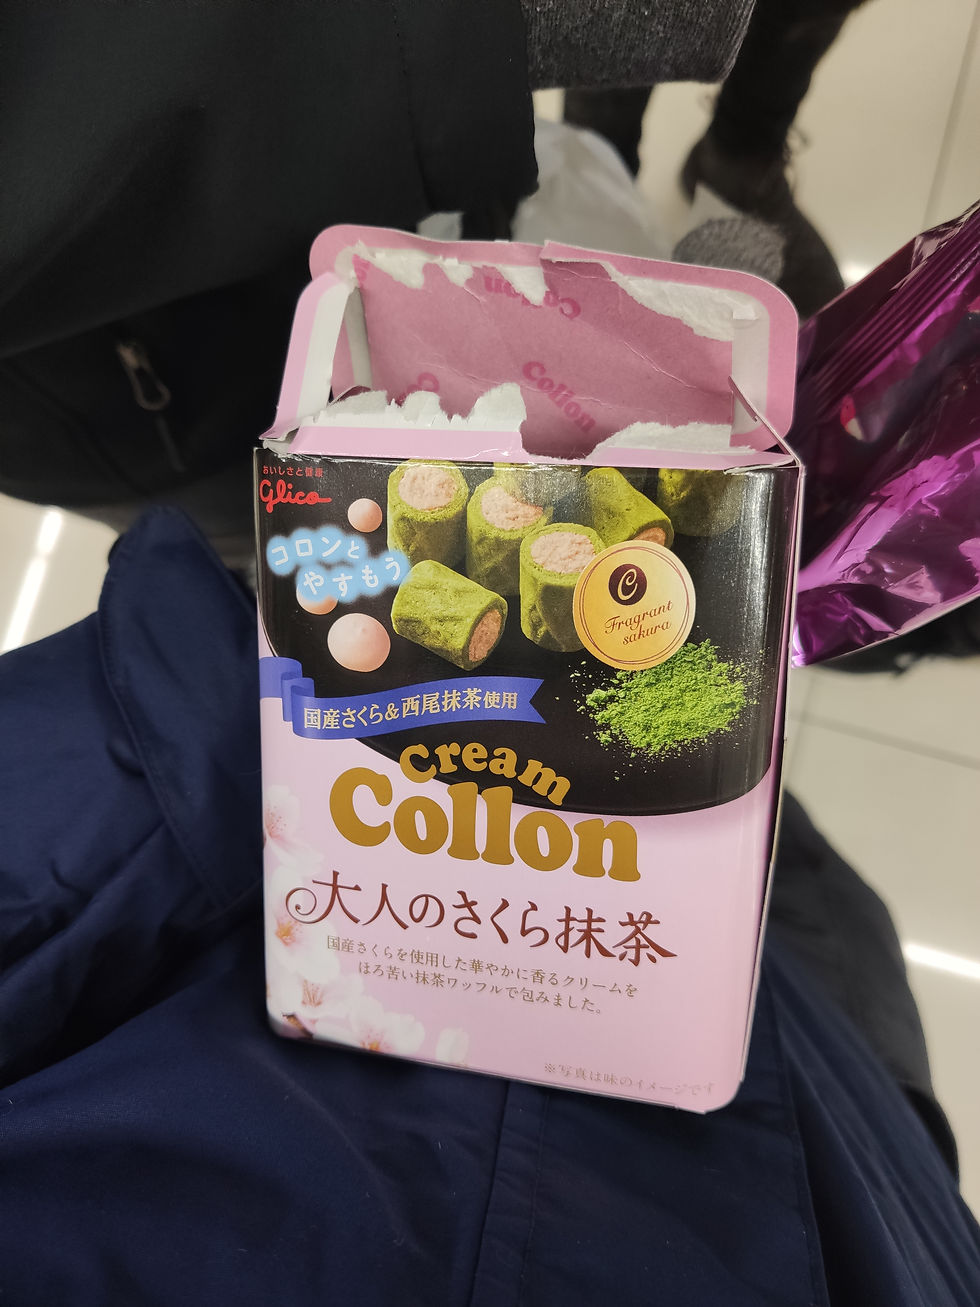 Collon
Collon
おいしさと健康
glico
コロンと
やすもう
C
Fragrant
sakura
国産さくら&西尾抹茶使用
Cream
Collon
大人のさくら抹茶
国産さくらを使用した華やかに香るクリームを
ほろ苦い抹茶ワッフルで包みました。
※写真は味のイメージです